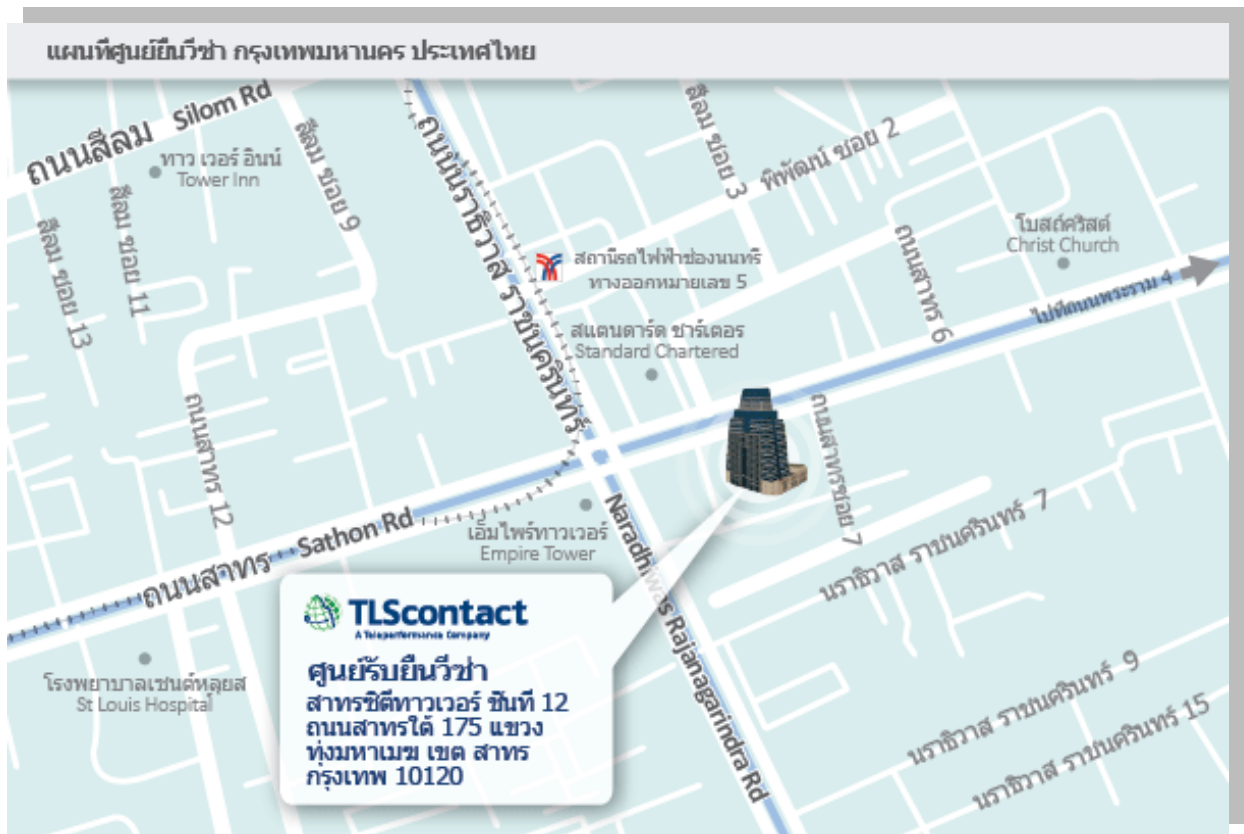 แผนที่ศูนย์ยื่นวีซ่า กรุงเทพมหานคร ประเทศไทย
ถนนสีลม Silom Rd
ทาว เวอร์ อินน์
Tower Inn
สีลม ซอย 9
สีลม ซอย 11
สีลม ซอย 13
ถนนนราธิวาส ราชนครินทร์
สีลม ซอย 3
พิพัฒน์ ซอย 2
สถานีรถไฟฟ้าช่องนนทรี
ทางออกหมายเลข 5
โบสถ์คริสต์
Christ Church
ถนนสาทร 6
ไปที่ถนนพระราม 4
สแตนดาร์ด ชาร์เตอร
Standard Chartered
ถนนสาทร 12
ถนนสาทรซอย 7
เอ็มไพร์ทาวเวอร์
Empire Tower
ถนนสาทร Sathon Rd
Naradhiwas Rajanagarindra Rd
นราธิวาส ราชนครินทร์ 7
นราธิวาส ราชนครินทร์ 9
นราธิวาส ราชนครินทร์ 15
โรงพยาบาลเซนต์หลุยส
St Louis Hospital
TLScontact
A Teleperformance Company
ศูนย์รับยื่นวีซ่า
สาทรซิตีทาวเวอร์ ชั้นที่ 12
ถนนสาทรใต้ 175 แขวง
ทุ่งมหาเมฆ เขต สาทร
กรุงเทพ 10120